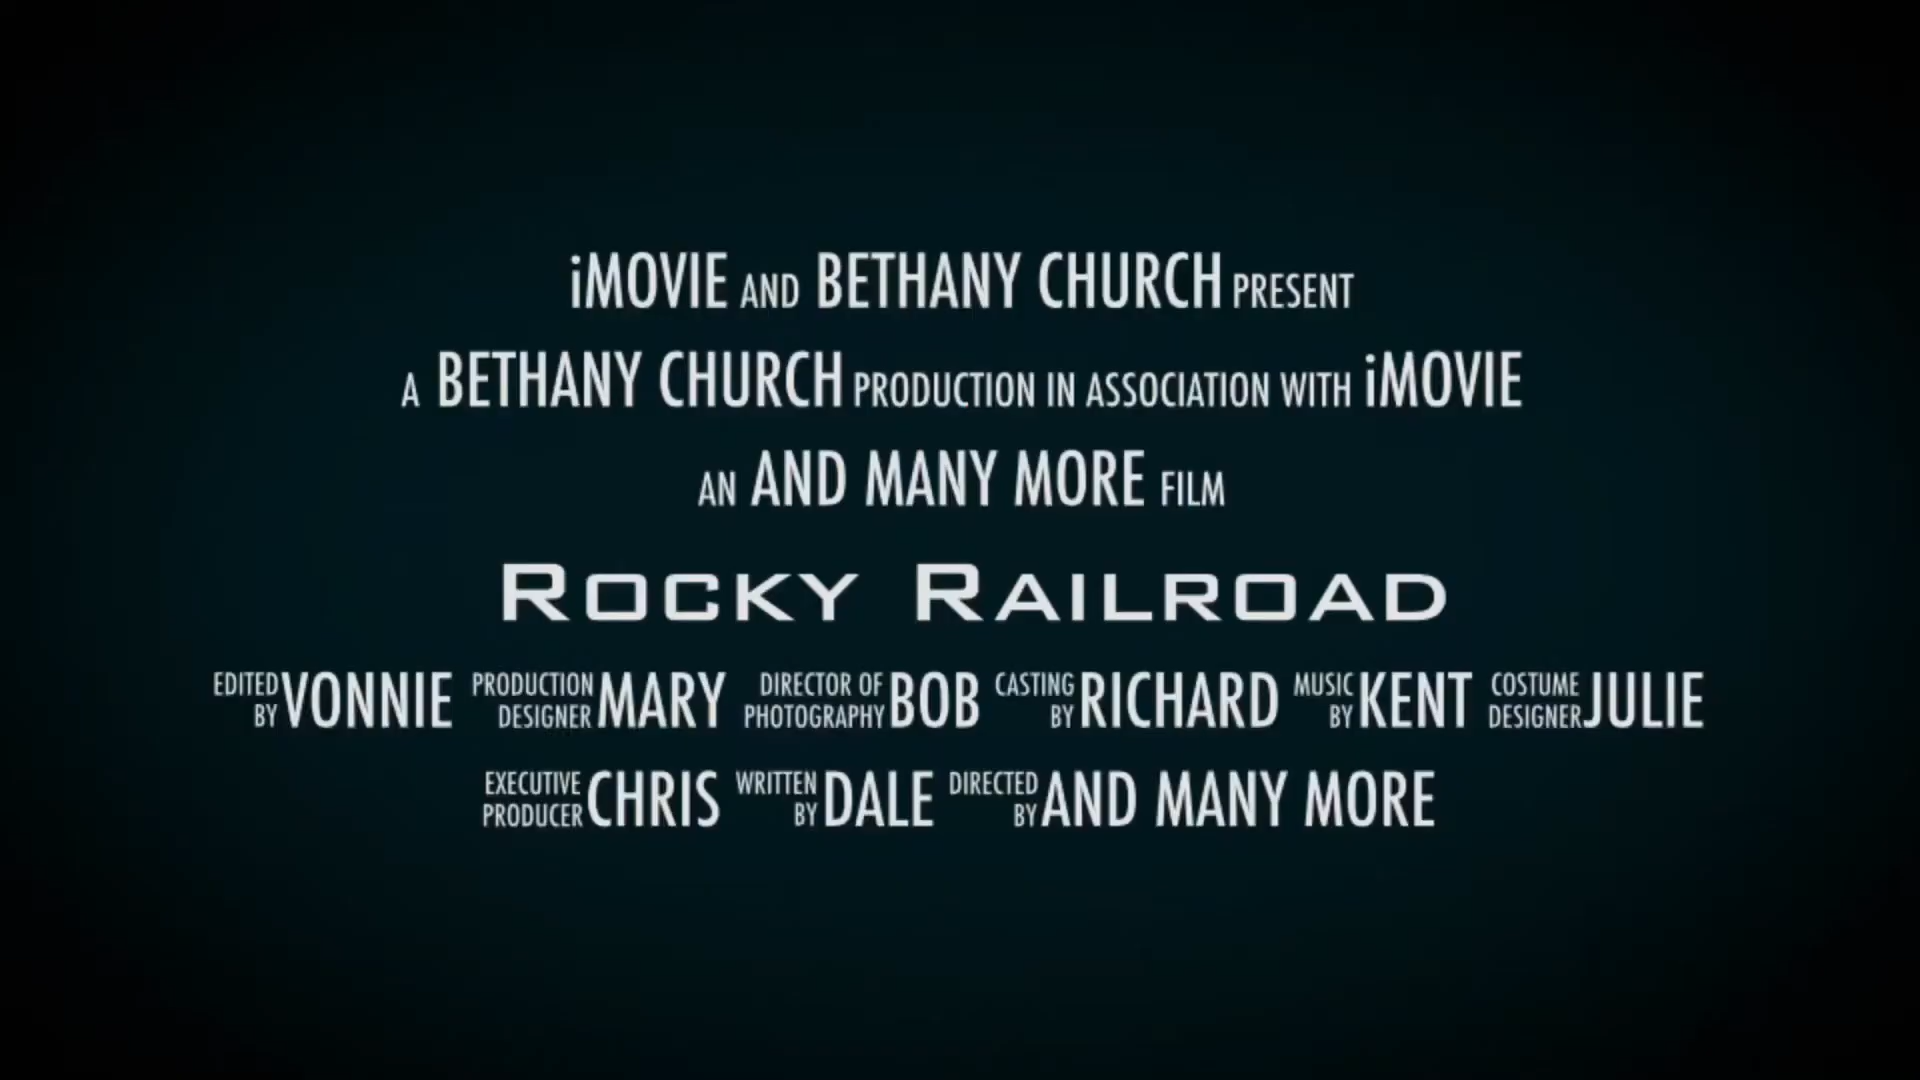 iMOVIE AND BETHANY CHURCH PRESENT
A BETHANY CHURCH PRODUCTION IN ASSOCIATION WITH iMOVIE
AN AND MANY MORE FILM
ROCKY RAILROAD
EDITED BY VONNIE PRODUCTION DESIGNER MARY DIRECTOR OF PHOTOGRAPHY BOB CASTING BY RICHARD MUSIC BY KENT COSTUME DESIGNER JULIE
EXECUTIVE PRODUCER CHRIS WRITTEN BY DALE DIRECTED BY AND MANY MORE